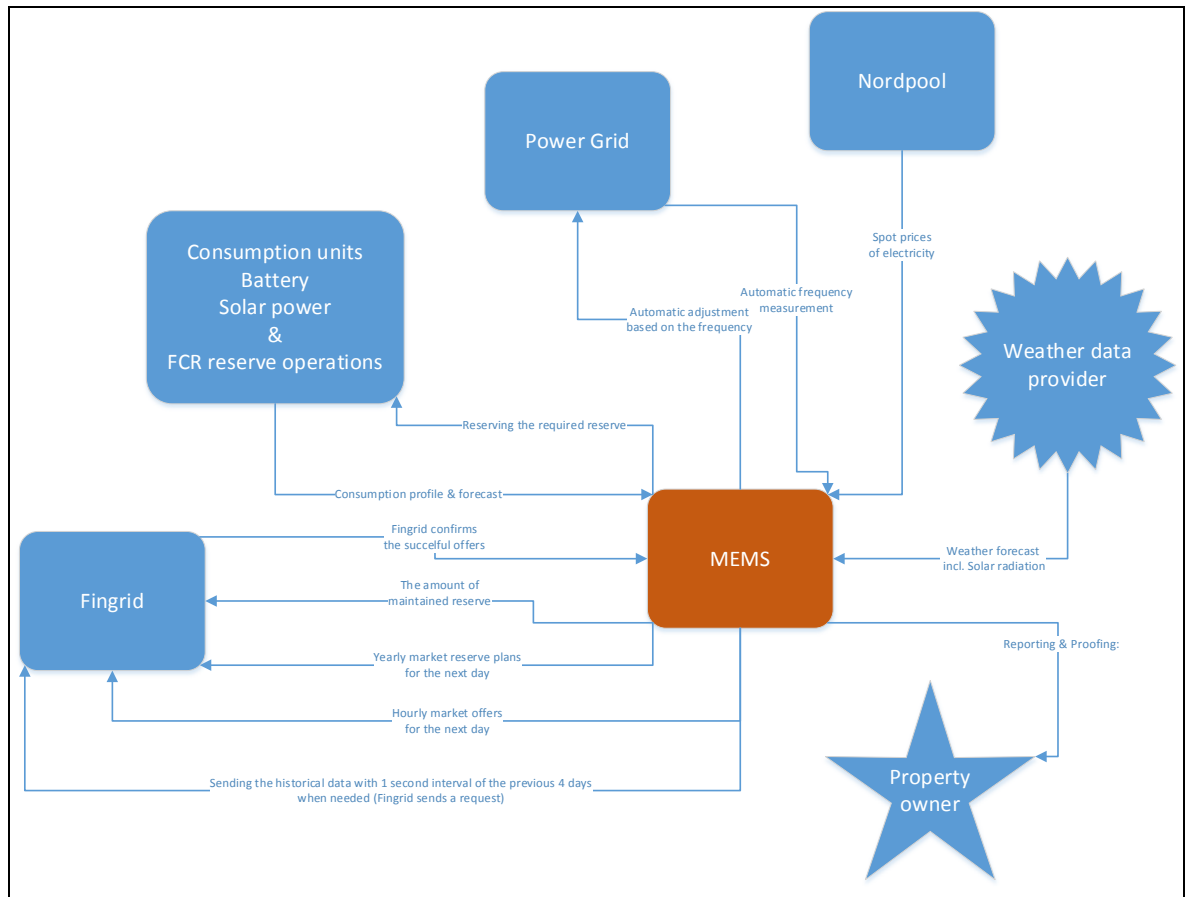 Nordpool
Power Grid
Consumption units
Battery
Solar power
&
FCR reserve operations
Spot prices
of electricity
Automatic frequency
measurement
Automatic adjustment
based on the frequency
Weather data
provider
Reserving the required reserve
Consumption profile & forecast
Fingrid confirms
the succelful offers
MEMS
Weather forecast
incl. Solar radiation
Fingrid
The amount of
maintained reserve
Reporting & Proofing:
Yearly market reserve plans
for the next day
Hourly market offers
for the next day
Property
owner
Sending the historical data with 1 second interval of the previous 4 days
when needed (Fingrid sends a request)